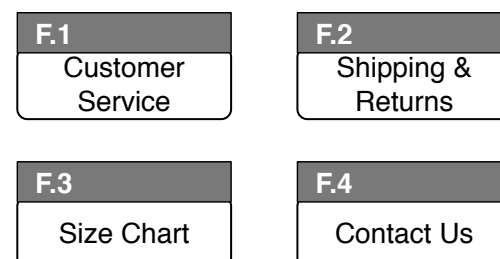 F.1
Customer
Service
F.2
Shipping &
Returns
F.3
Size Chart
F.4
Contact Us